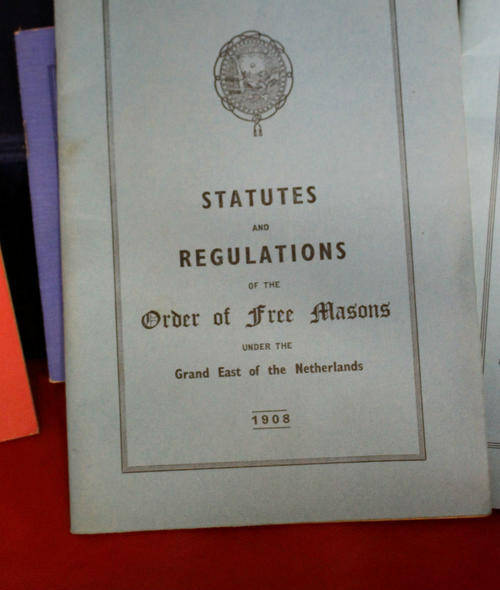 STATUTES
AND
REGULATIONS
OF THE
Order of Free Masons
UNDER THE
Grand East of the Netherlands
1908